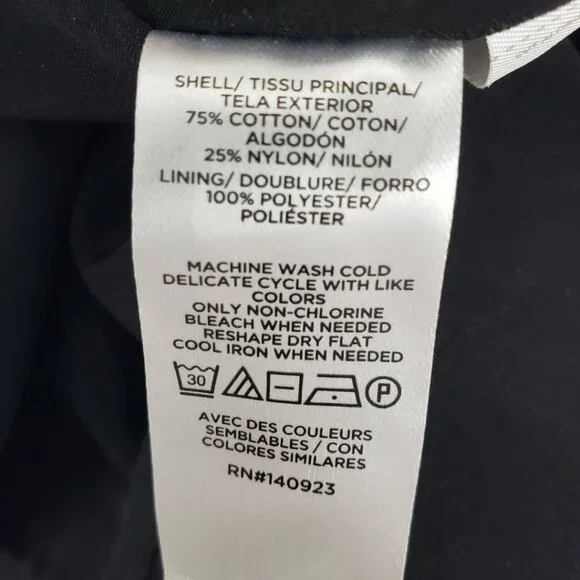 SHELL/ TISSU PRINCIPAL/
TELA EXTERIOR
75% COTTON/ COTON/
ALGODÓN
25% NYLON/ NILÓN
LINING/ DOUBLURE/ FORRO
100% POLYESTER/
POLIÉSTER
MACHINE WASH COLD
DELICATE CYCLE WITH LIKE
COLORS
ONLY NON-CHLORINE
BLEACH WHEN NEEDED
RESHAPE DRY FLAT
COOL IRON WHEN NEEDED
30 P
AVEC DES COULEURS
SEMBLABLES / CON
COLORES SIMILARES
RN#140923